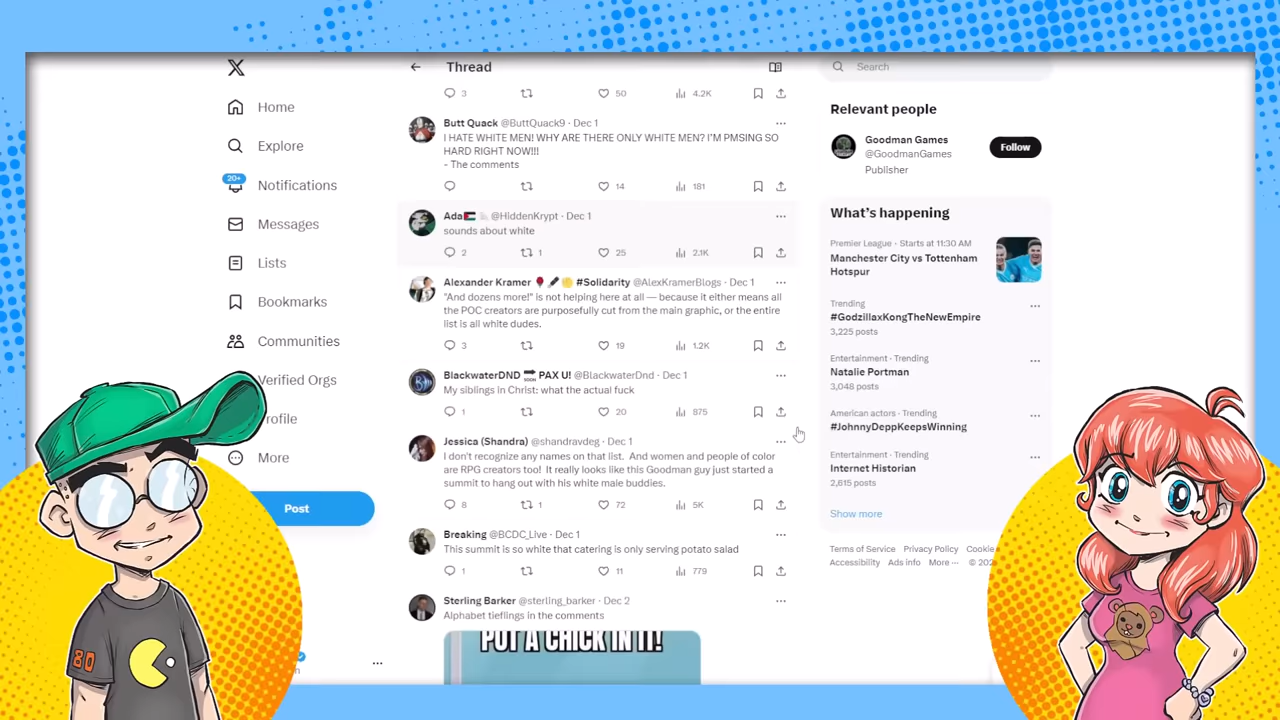 Thread
Search
3 50 4.2K
Home
Explore
20+
Notifications
Messages
Lists
Bookmarks
Communities
Verified Orgs
rofile
More
Post
Butt Quack @ButtQuack9 · Dec 1
I HATE WHITE MEN! WHY ARE THERE ONLY WHITE MEN? I'M PMSING SO
HARD RIGHT NOW!!!
- The comments
14 181
Ada @HiddenKrypt · Dec 1
sounds about white
2 1 25 2.1K
Alexander Kramer #Solidarity @AlexKramerBlogs · Dec 1
"And dozens more!" is not helping here at all — because it either means all
the POC creators are purposefully cut from the main graphic, or the entire
list is all white dudes.
3 19 1.2K
BlackwaterDND PAX U! @BlackwaterDnd · Dec 1
My siblings in Christ: what the actual fuck
1 20 875
Jessica (Shandra) @shandravdeg · Dec 1
I don't recognize any names on that list. And women and people of color
are RPG creators too! It really looks like this Goodman guy just started a
summit to hang out with his white male buddies.
8 1 72 5K
Breaking @BCDC_Live · Dec 1
This summit is so white that catering is only serving potato salad
1 11 779
Sterling Barker @sterling_barker · Dec 2
Alphabet tieflings in the comments
PUT A CHICK IN IT!
Relevant people
Goodman Games
@GoodmanGames
Publisher
Follow
What's happening
Premier League · Starts at 11:30 AM
Manchester City vs Tottenham
Hotspur
Trending
#GodzillaxKongTheNewEmpire
3,225 posts
Entertainment · Trending
Natalie Portman
3,048 posts
American actors · Trending
#JohnnyDeppKeepsWinning
Entertainment · Trending
Internet Historian
2,615 posts
Show more
Terms of Service Privacy Policy Cookie
Accessibility Ads info More ··· © 202
80